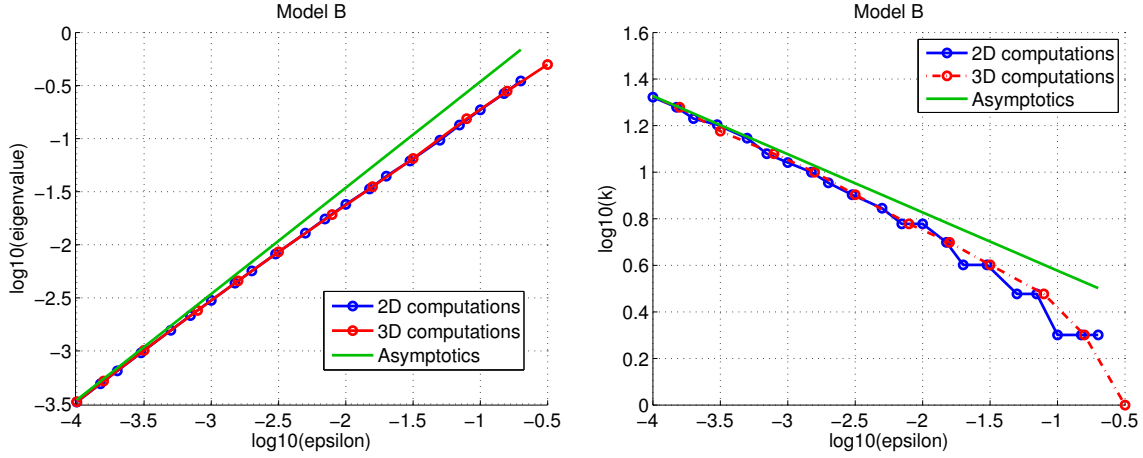 Model B
0
−0.5
−1
−1.5
−2
−2.5
−3
−3.5
log10(eigenvalue)
2D computations
3D computations
Asymptotics
−4 −3.5 −3 −2.5 −2 −1.5 −1 −0.5
log10(epsilon)
Model B
1.6
1.4
1.2
1
0.8
0.6
0.4
0.2
0
log10(k)
2D computations
3D computations
Asymptotics
−4 −3.5 −3 −2.5 −2 −1.5 −1 −0.5
log10(epsilon)